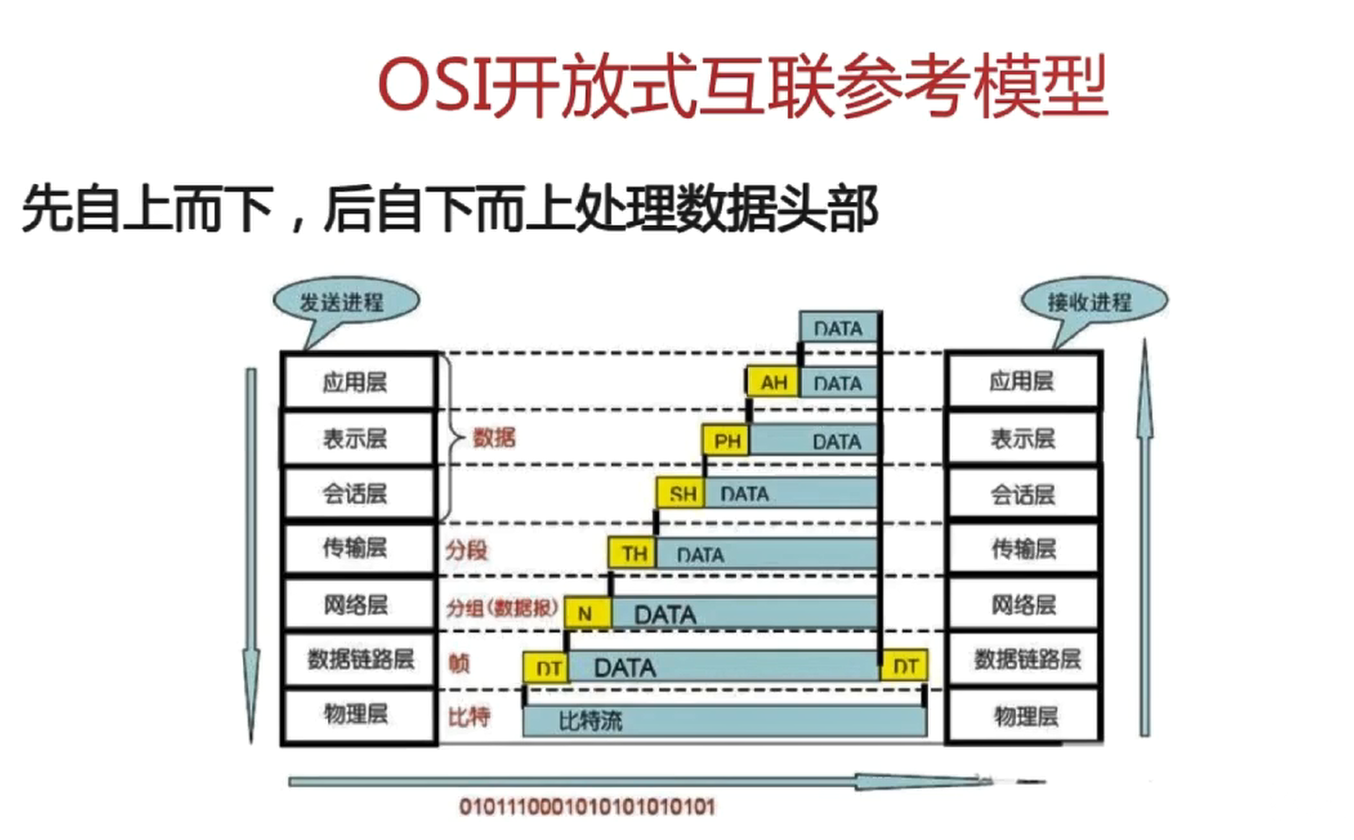 OSI开放式互联参考模型
先自上而下，后自下而上处理数据头部
发送进程
接收进程
DATA
应用层
AH DATA
应用层
表示层
数据
PH DATA
表示层
会话层
SH DATA
会话层
传输层
分段
TH DATA
传输层
网络层
分组(数据报)
N DATA
网络层
数据链路层
帧
DT DATA DT
数据链路层
物理层
比特
比特流
物理层
0101110001010101010101